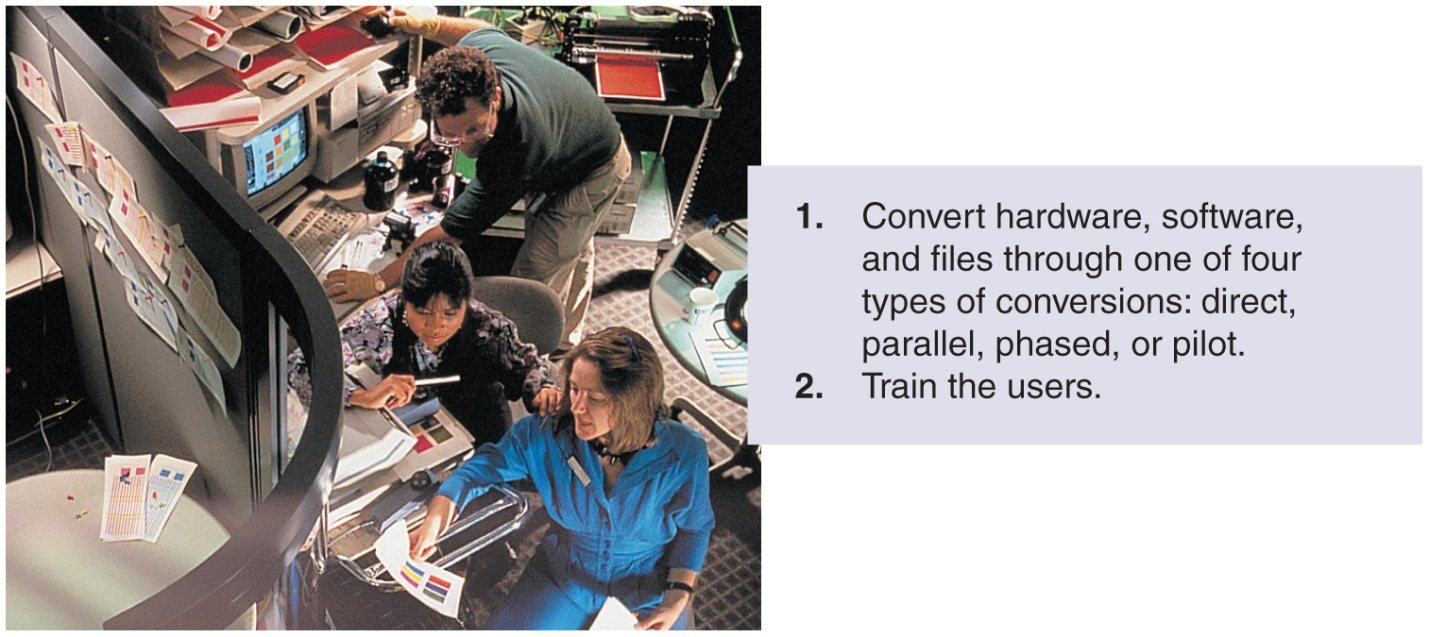 1. Convert hardware, software,
and files through one of four
types of conversions: direct,
parallel, phased, or pilot.
2. Train the users.